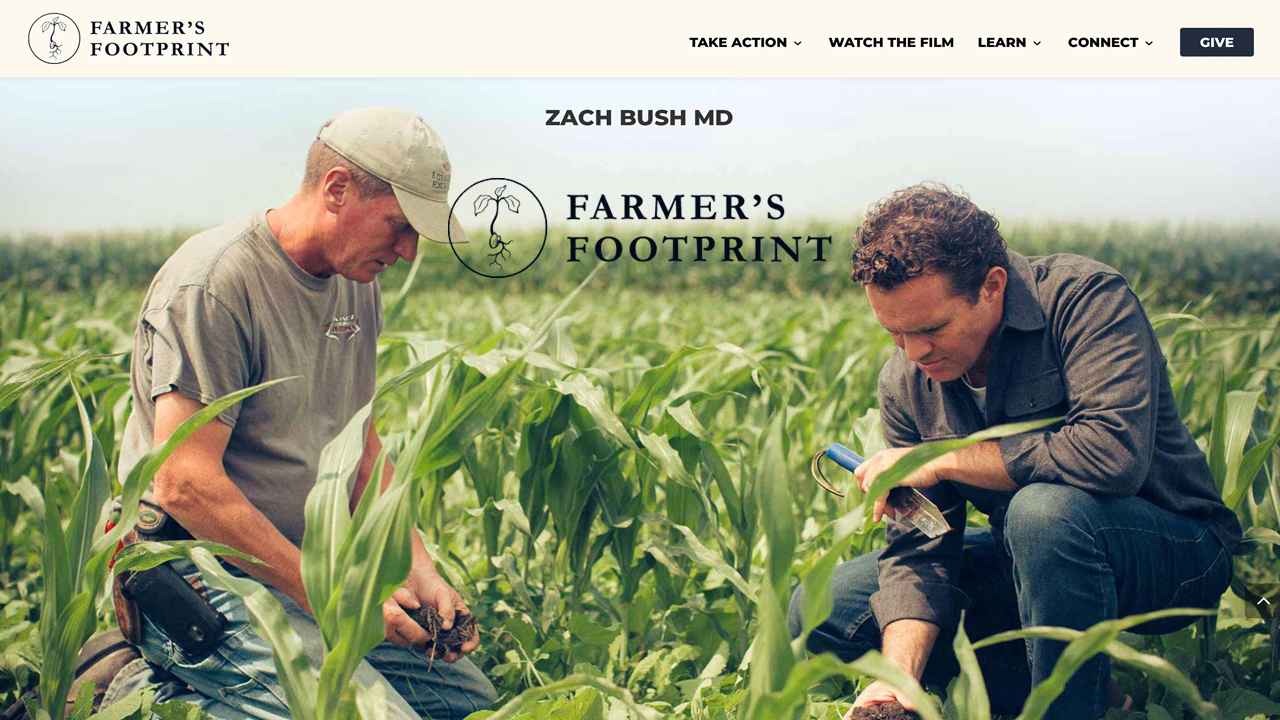 FARMER'S
FOOTPRINT
TAKE ACTION
WATCH THE FILM
LEARN
CONNECT
GIVE
ZACH BUSH MD
FARMER'S
FOOTPRINT